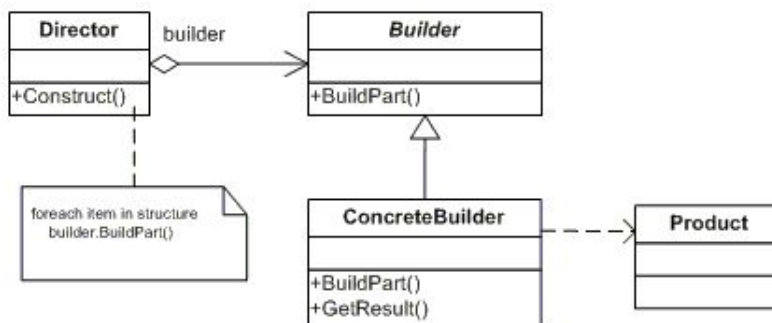 Director
builder
Builder
+Construct()
+BuildPart()
foreach item in structure
builder.BuildPart()
ConcreteBuilder
Product
+BuildPart()
+GetResult()